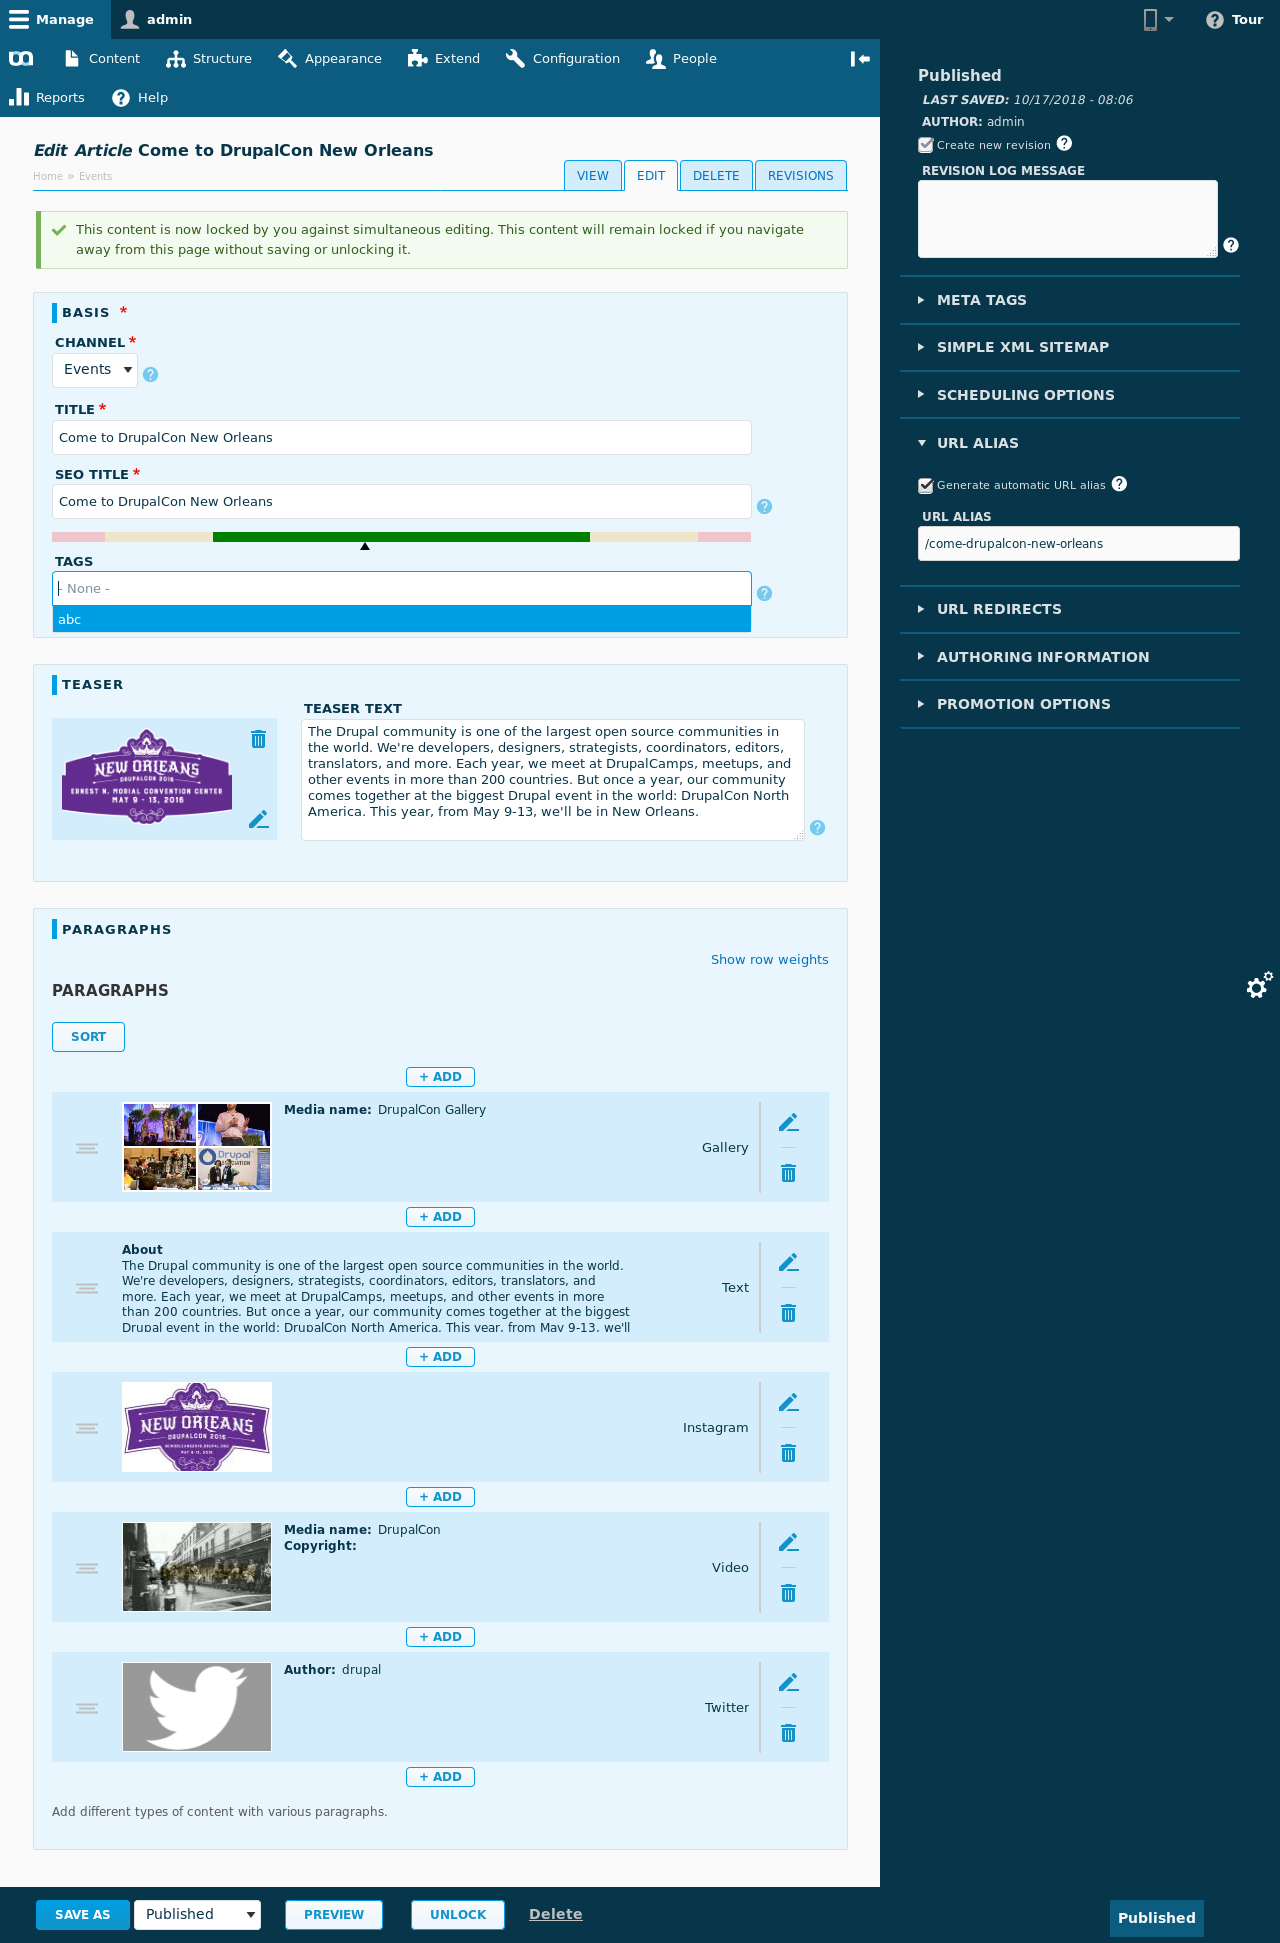 Manage
admin
Tour
Content
Structure
Appearance
Extend
Configuration
People
Reports
Help
Edit Article Come to DrupalCon New Orleans
Home » Events
VIEW
EDIT
DELETE
REVISIONS
This content is now locked by you against simultaneous editing. This content will remain locked if you navigate
away from this page without saving or unlocking it.
BASIS *
CHANNEL *
Events
TITLE *
Come to DrupalCon New Orleans
SEO TITLE *
Come to DrupalCon New Orleans
TAGS
- None -
abc
TEASER
NEW ORLEANS
DRUPALCON 2016
ERNEST N. MORIAL CONVENTION CENTER
MAY 9 - 13, 2016
TEASER TEXT
The Drupal community is one of the largest open source communities in
the world. We're developers, designers, strategists, coordinators, editors,
translators, and more. Each year, we meet at DrupalCamps, meetups, and
other events in more than 200 countries. But once a year, our community
comes together at the biggest Drupal event in the world: DrupalCon North
America. This year, from May 9-13, we'll be in New Orleans.
PARAGRAPHS
Show row weights
PARAGRAPHS
SORT
+ ADD
Drupal
Media name: DrupalCon Gallery
Gallery
+ ADD
About
The Drupal community is one of the largest open source communities in the world.
We're developers, designers, strategists, coordinators, editors, translators, and
more. Each year, we meet at DrupalCamps, meetups, and other events in more
than 200 countries. But once a year, our community comes together at the biggest
Drupal event in the world: DrupalCon North America. This year, from May 9-13, we'll
Text
+ ADD
NEW ORLEANS
DRUPALCON 2016
NEWORLEANS2016.DRUPAL.ORG
MAY 9-13, 2016
Instagram
+ ADD
Media name: DrupalCon
Copyright:
Video
+ ADD
Author: drupal
Twitter
+ ADD
Add different types of content with various paragraphs.
SAVE AS
Published
PREVIEW
UNLOCK
Delete
Published
Published
LAST SAVED: 10/17/2018 - 08:06
AUTHOR: admin
Create new revision
REVISION LOG MESSAGE
META TAGS
SIMPLE XML SITEMAP
SCHEDULING OPTIONS
URL ALIAS
Generate automatic URL alias
URL ALIAS
/come-drupalcon-new-orleans
URL REDIRECTS
AUTHORING INFORMATION
PROMOTION OPTIONS